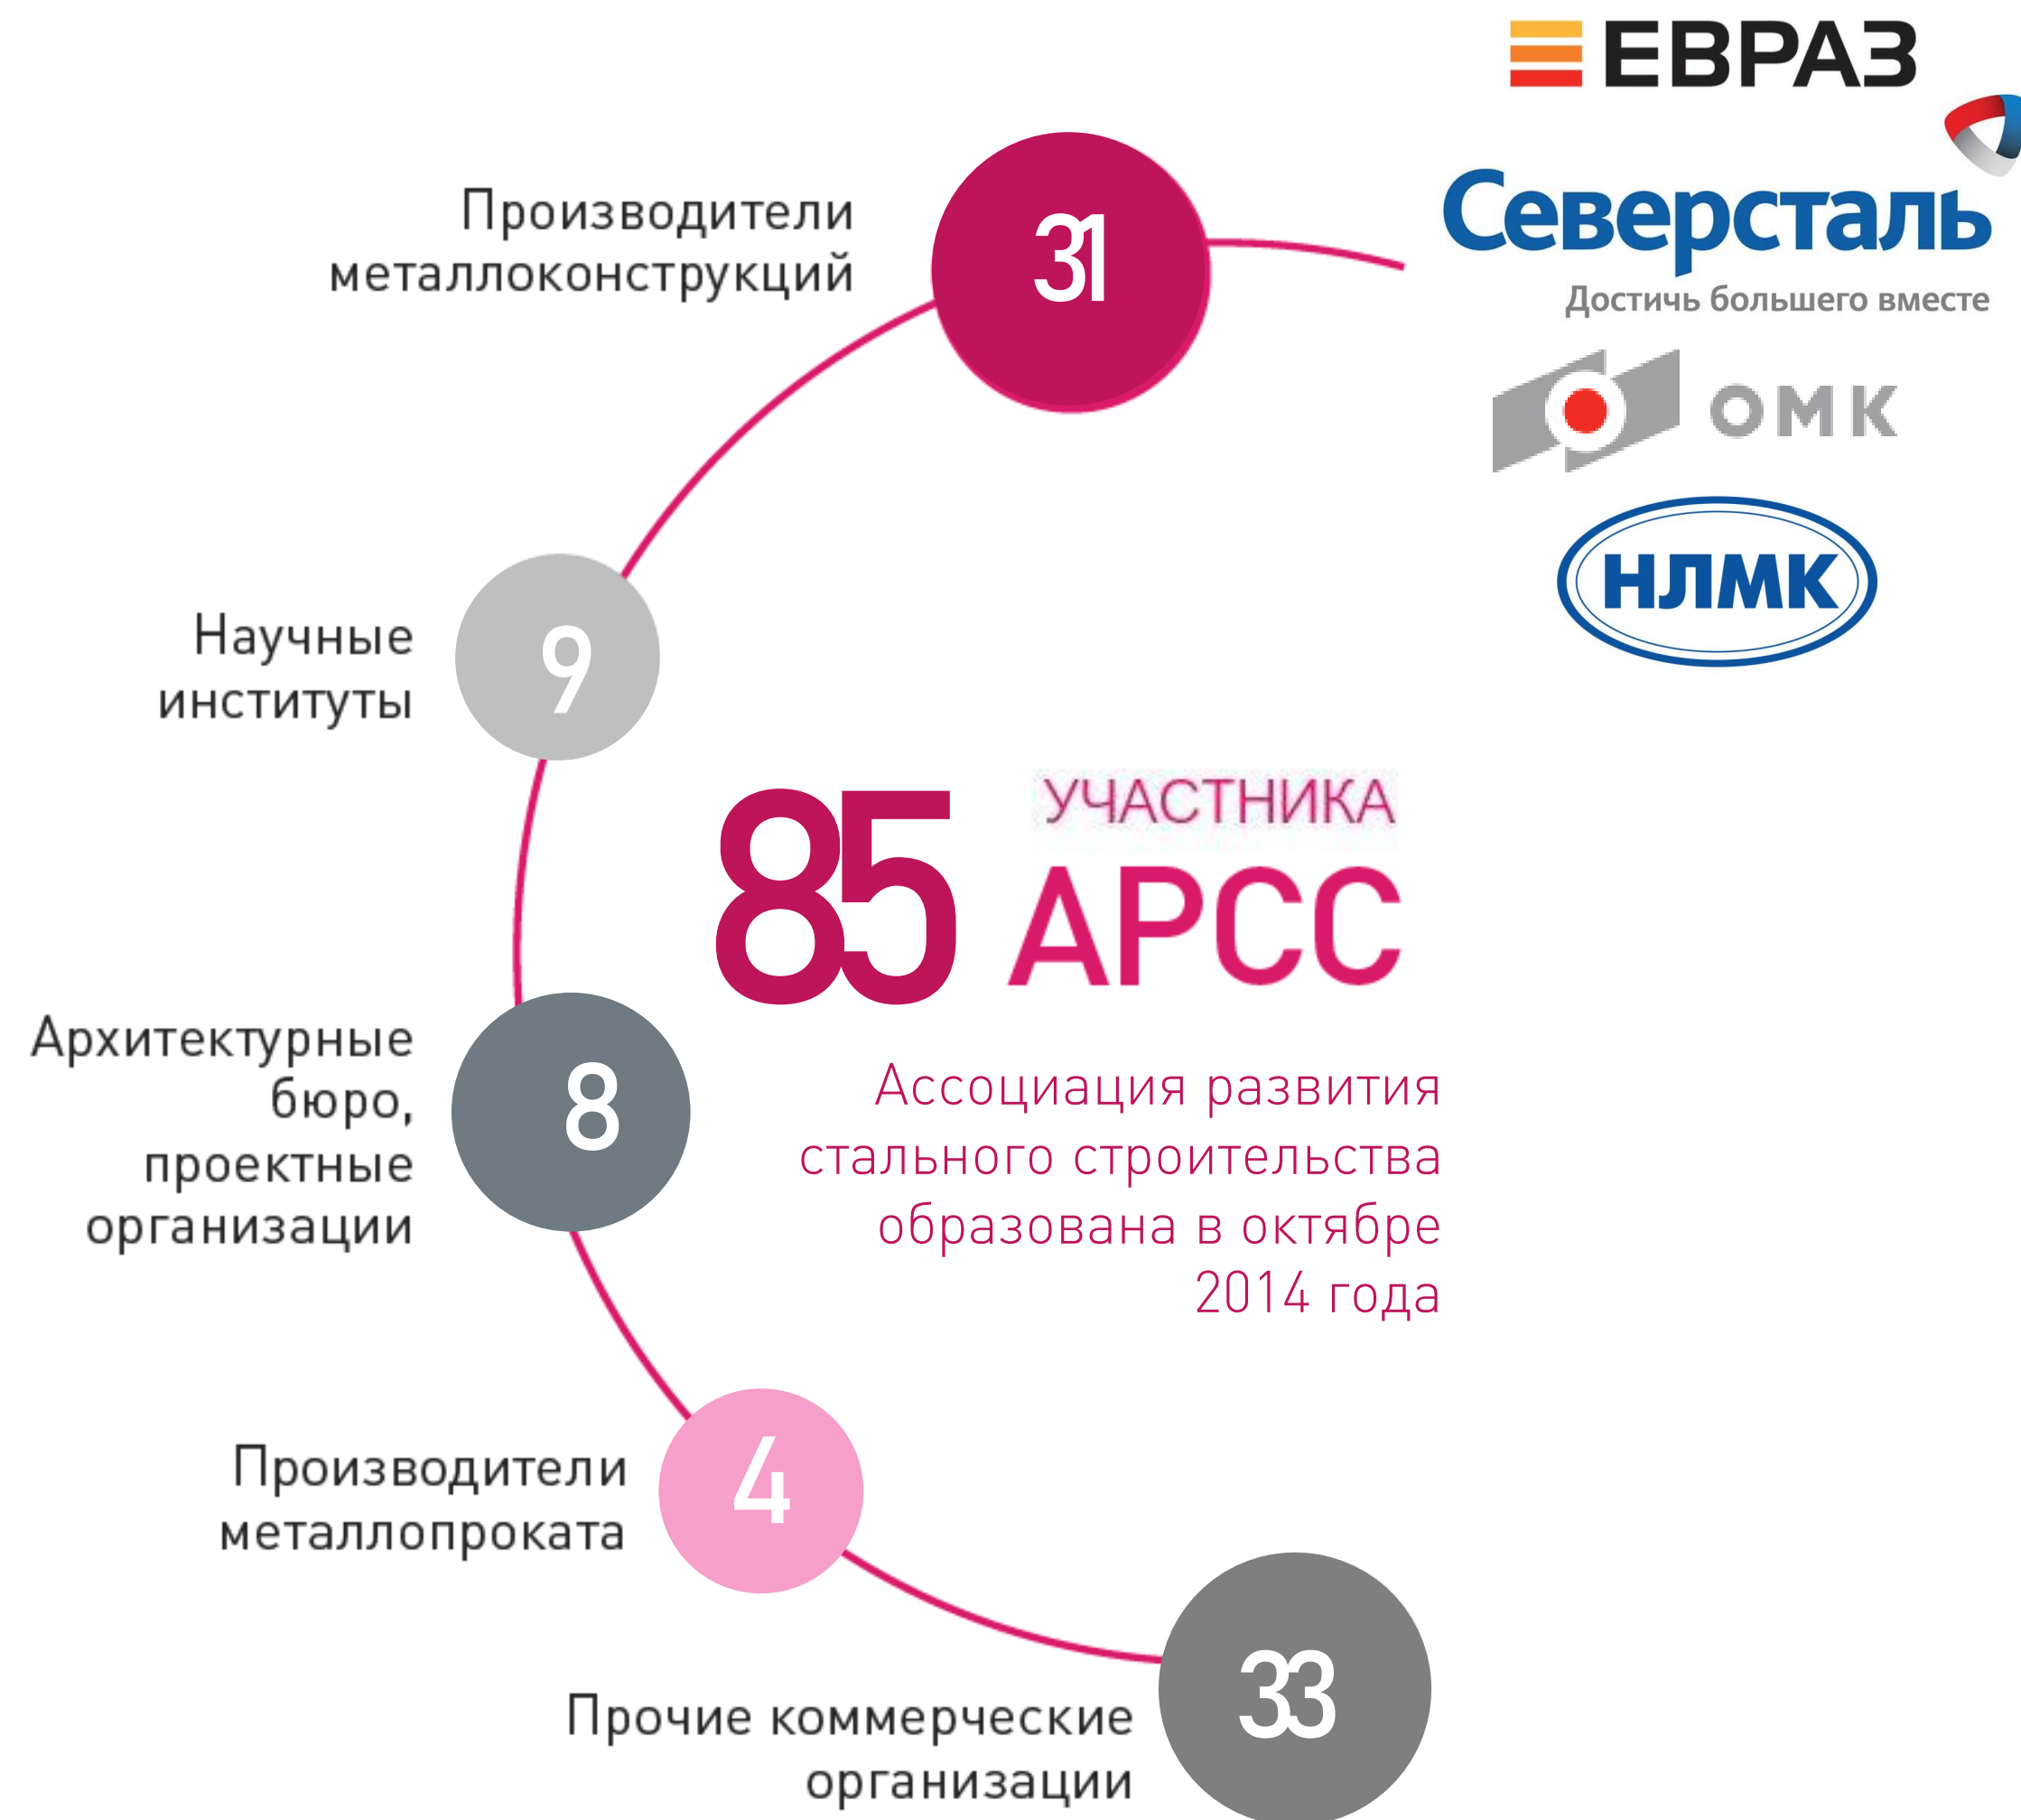 ЕВРАЗ
Северсталь
Достичь большего вместе
ОМК
НЛМК
Производители
металлоконструкций
31
Научные
институты
9
85
УЧАСТНИКА
АРСС
Ассоциация развития
стального строительства
образована в октябре
2014 года
Архитектурные
бюро,
проектные
организации
8
Производители
металлопроката
4
Прочие коммерческие
организации
33